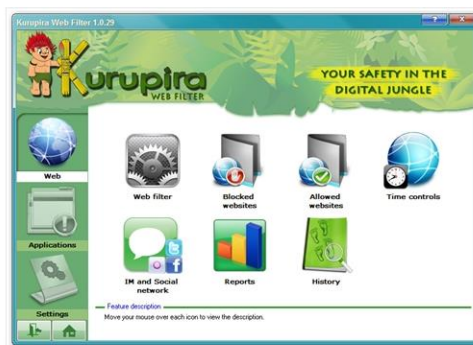 Kurupira Web Filter 1.0.29
Kurupira
WEB FILTER
YOUR SAFETY IN THE
DIGITAL JUNGLE
Web
Applications
Settings
Web filter
Blocked
websites
Allowed
websites
Time controls
IM and Social
network
Reports
History
Feature description
Move your mouse over each icon to view the description.